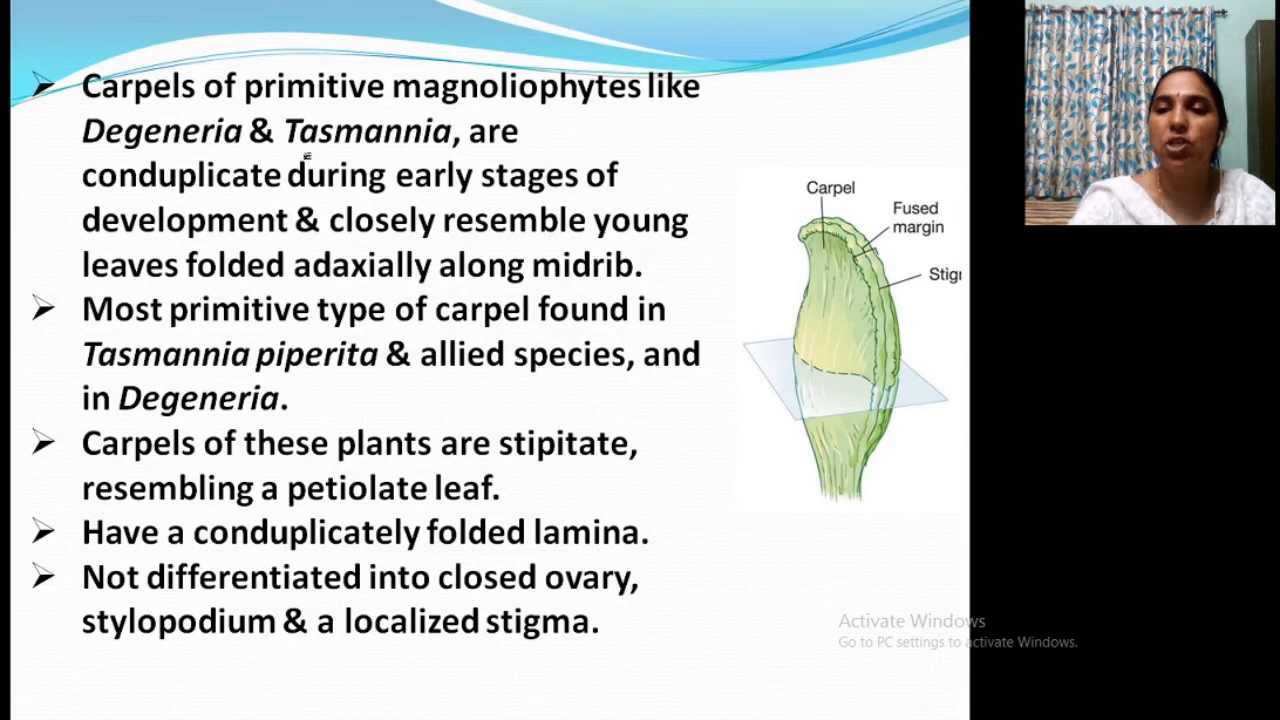 Carpels of primitive magnoliophytes like
Degeneria & Tasmannia, are
conduplicate during early stages of
development & closely resemble young
leaves folded adaxially along midrib.
Most primitive type of carpel found in
Tasmannia piperita & allied species, and
in Degeneria.
Carpels of these plants are stipitate,
resembling a petiolate leaf.
Have a conduplicately folded lamina.
Not differentiated into closed ovary,
stylopodium & a localized stigma.
Carpel
Fused
margin
Activate Windows
Go to PC settings to activate Windows.